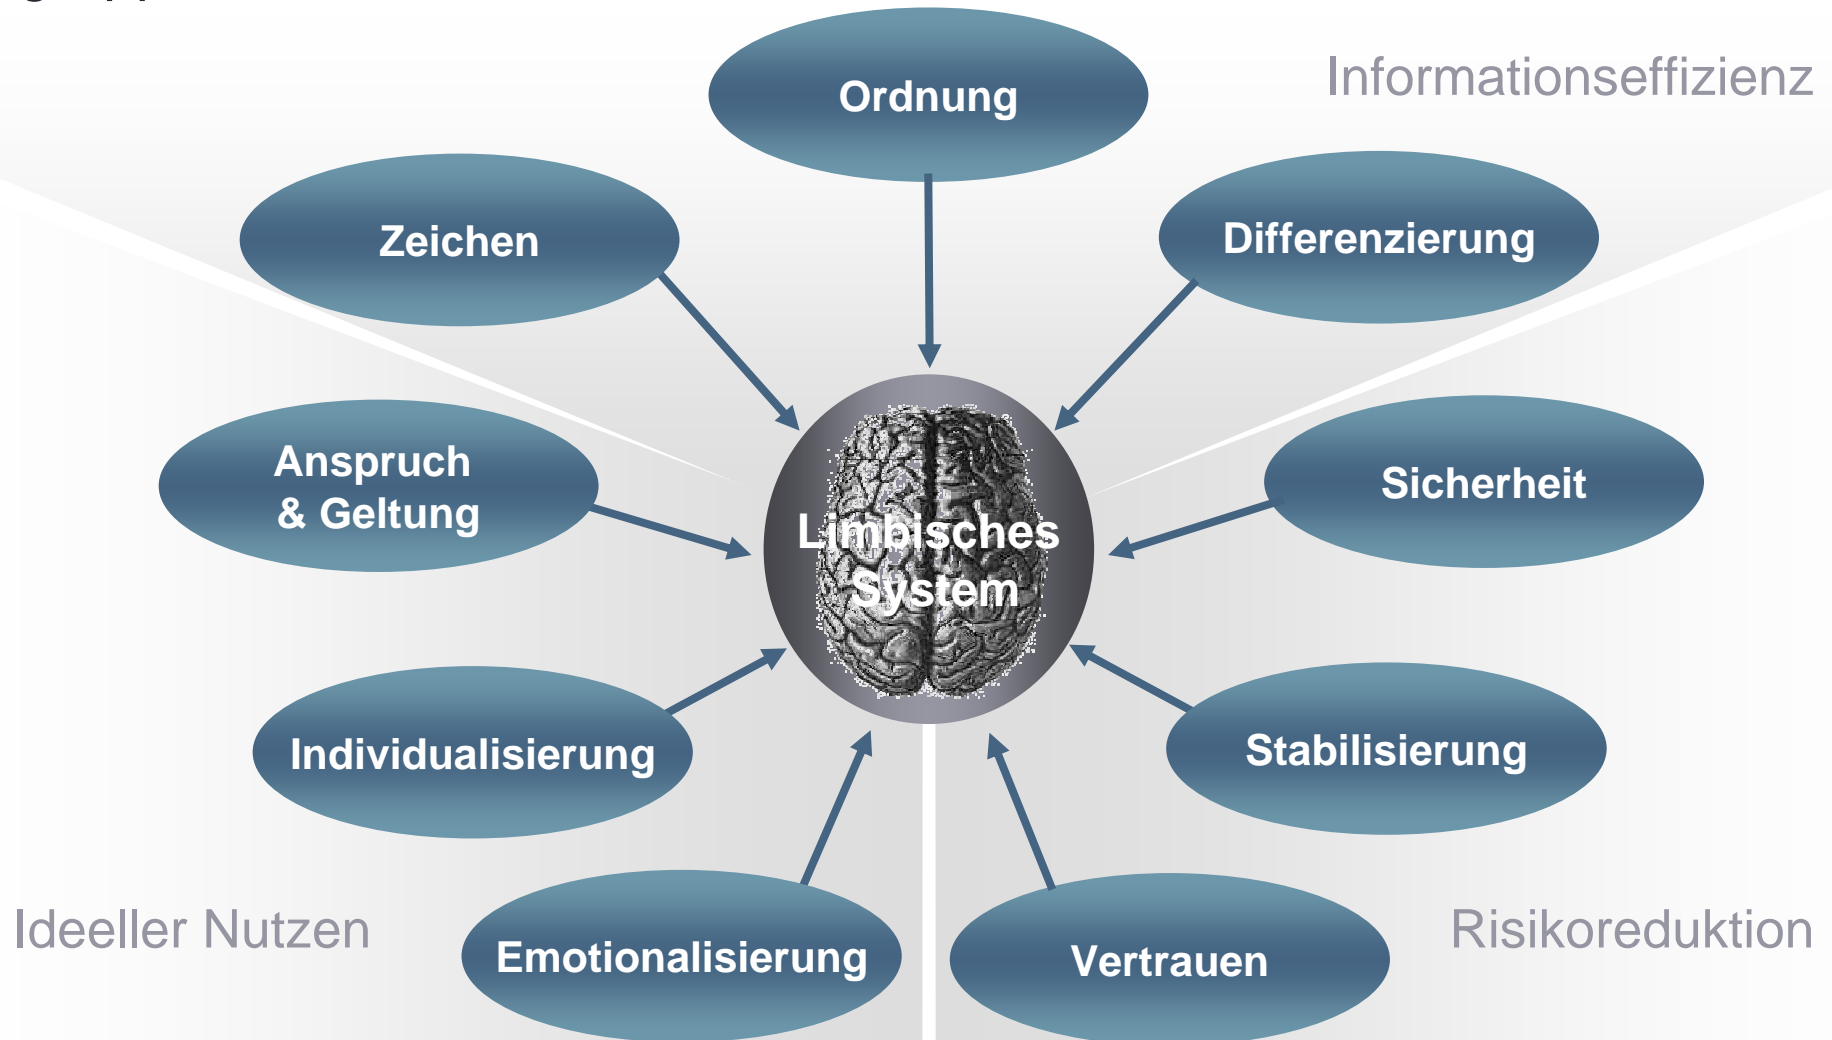 Ordnung
Informationseffizienz
Zeichen
Differenzierung
Anspruch
& Geltung
Sicherheit
Limbisches
System
Individualisierung
Stabilisierung
Ideeller Nutzen
Emotionalisierung
Vertrauen
Risikoreduktion